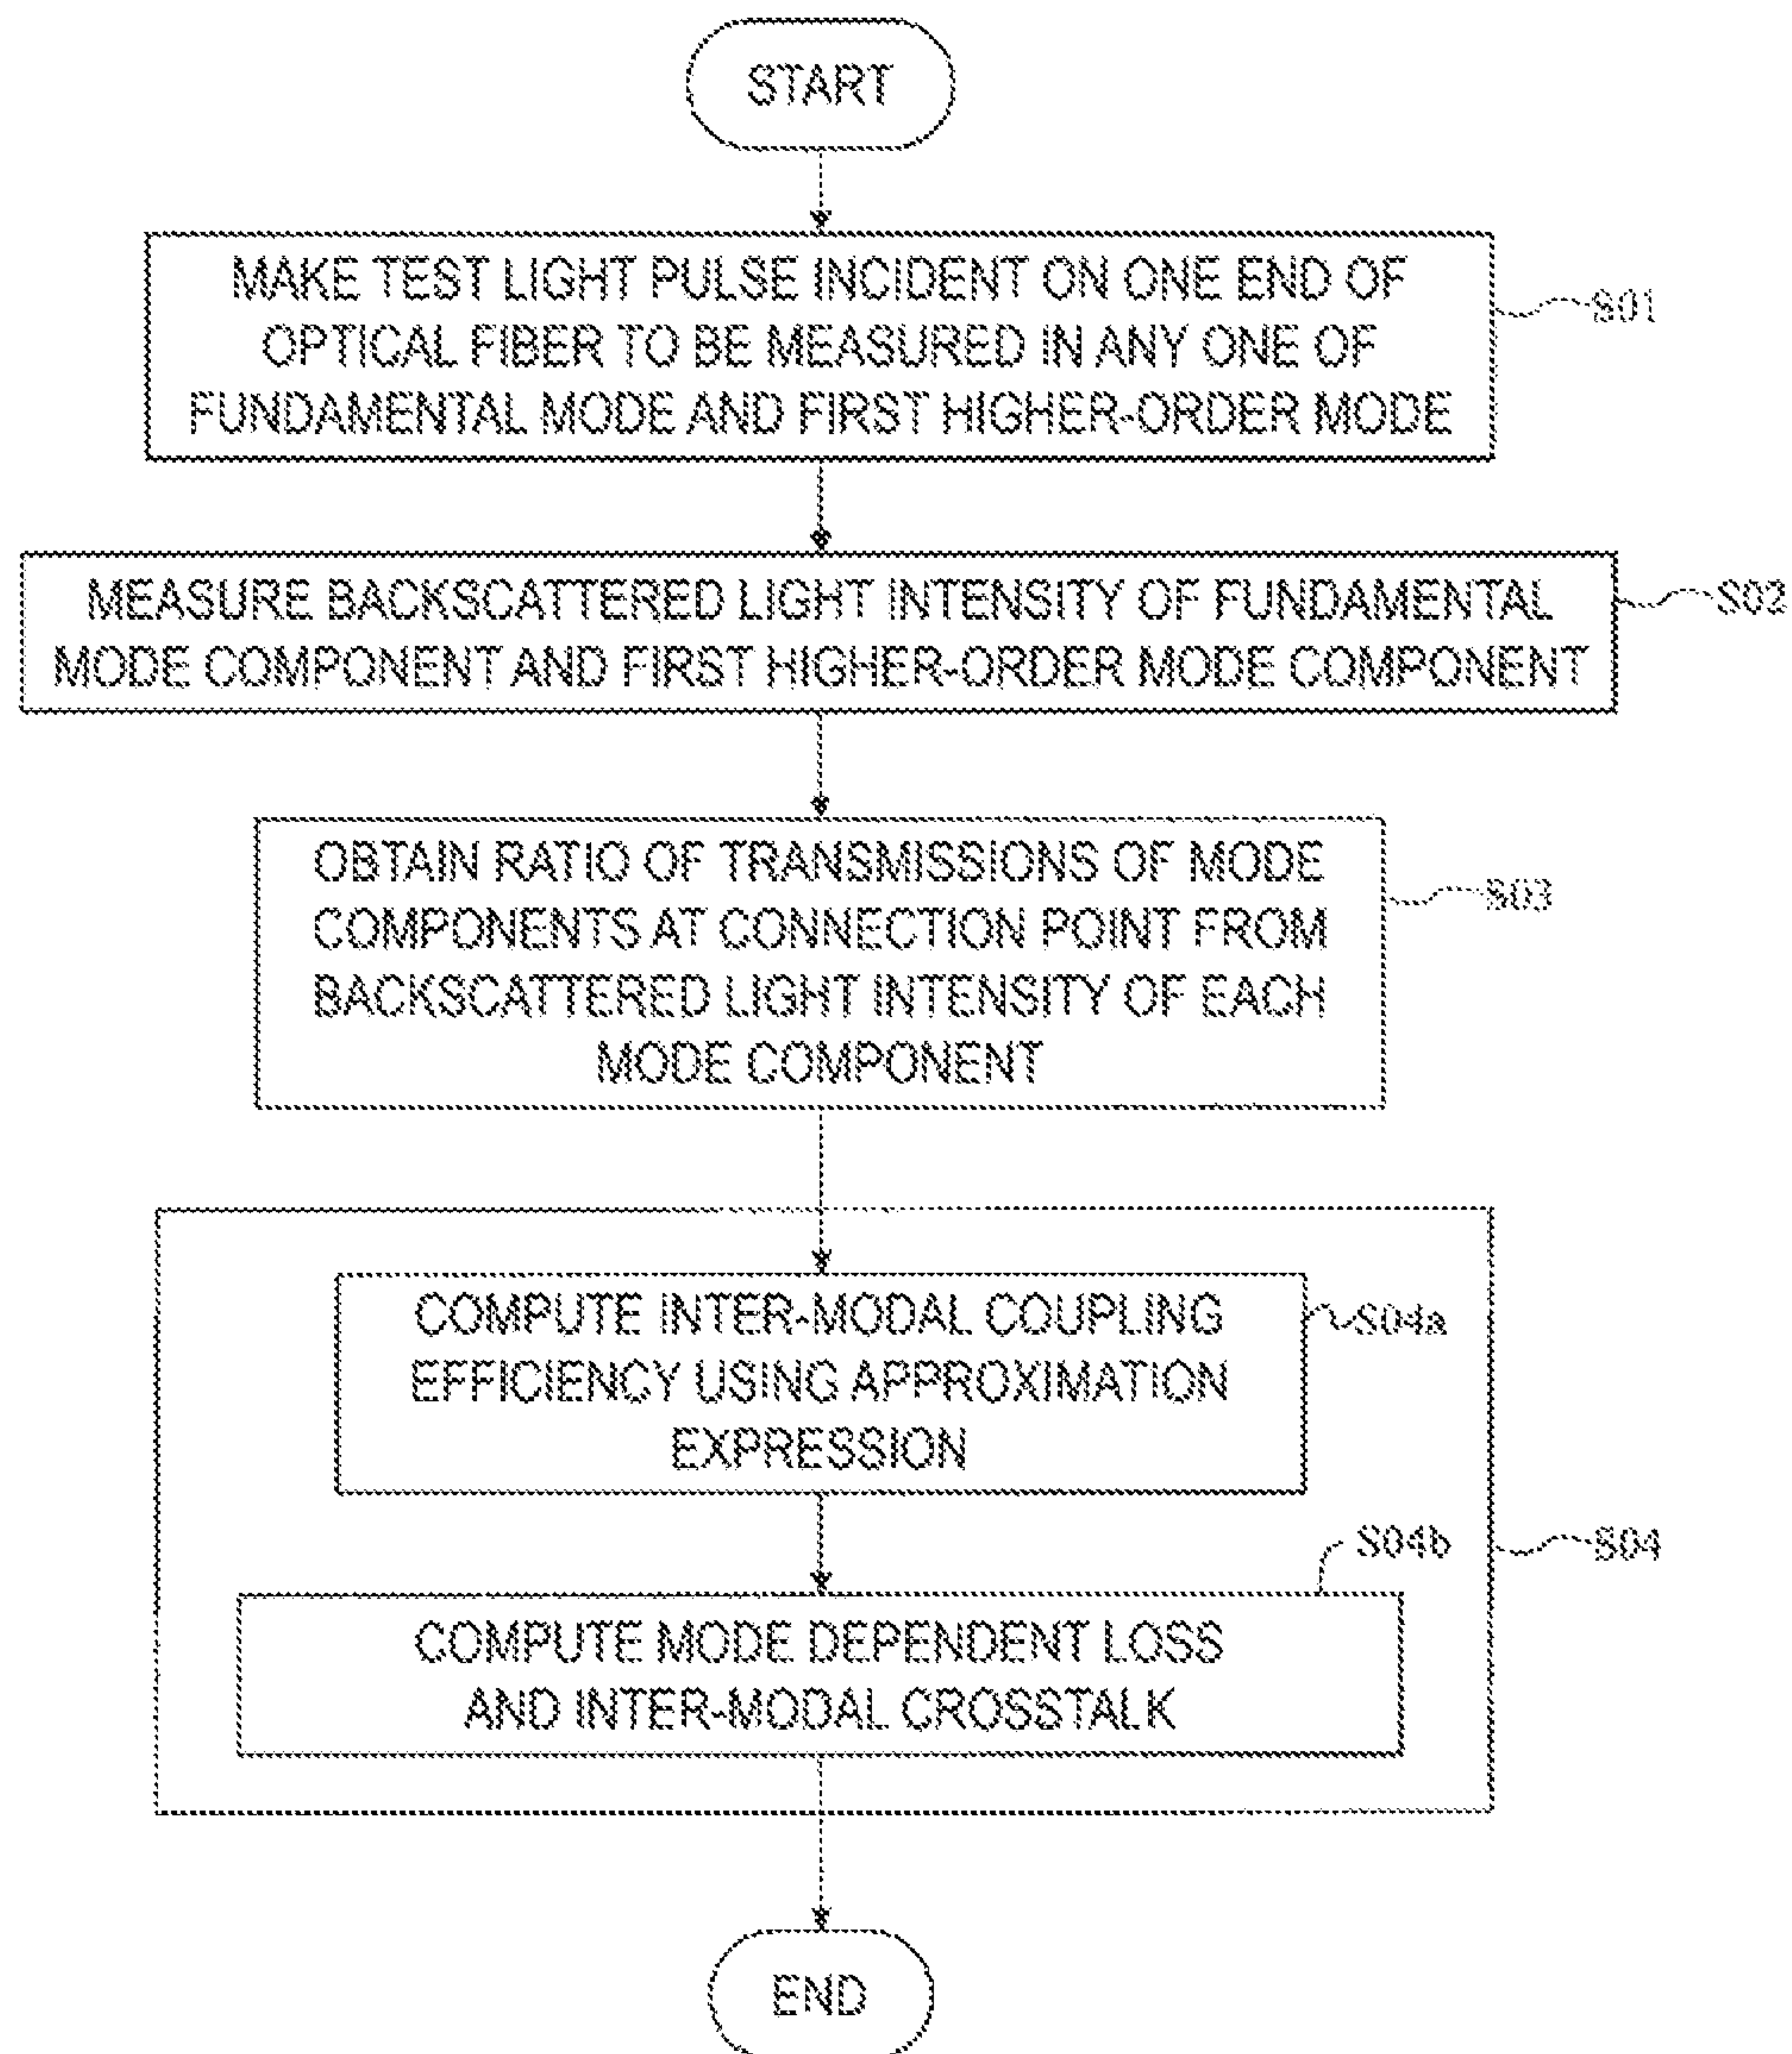 START
MAKE TEST LIGHT PULSE INCIDENT ON ONE END OF
OPTICAL FIBER TO BE MEASURED IN ANY ONE OF
FUNDAMENTAL MODE AND FIRST HIGHER-ORDER MODE
S01
MEASURE BACKSCATTERED LIGHT INTENSITY OF FUNDAMENTAL
MODE COMPONENT AND FIRST HIGHER-ORDER MODE COMPONENT
S02
OBTAIN RATIO OF TRANSMISSIONS OF MODE
COMPONENTS AT CONNECTION POINT FROM
BACKSCATTERED LIGHT INTENSITY OF EACH
MODE COMPONENT
S03
COMPUTE INTER-MODAL COUPLING
EFFICIENCY USING APPROXIMATION
EXPRESSION
S04a
S04b
S04
COMPUTE MODE DEPENDENT LOSS
AND INTER-MODAL CROSSTALK
END